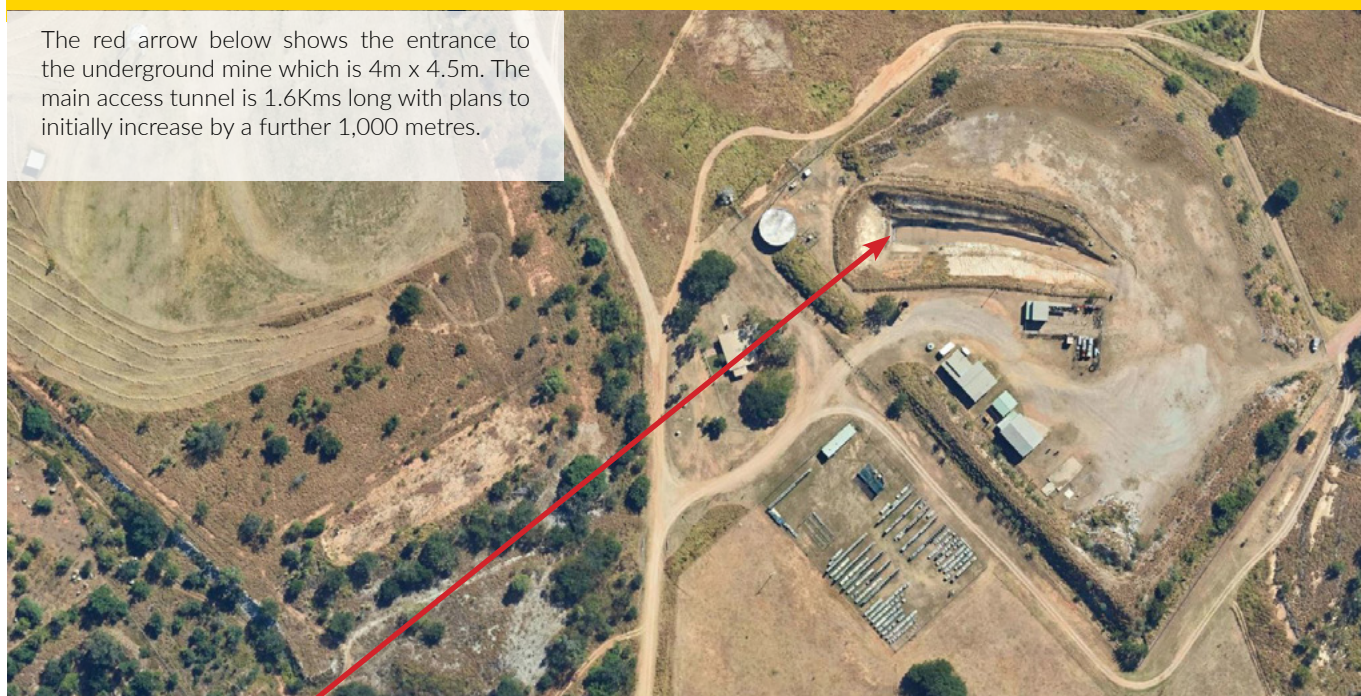 The red arrow below shows the entrance to
the underground mine which is 4m x 4.5m. The
main access tunnel is 1.6Kms long with plans to
initially increase by a further 1,000 metres.